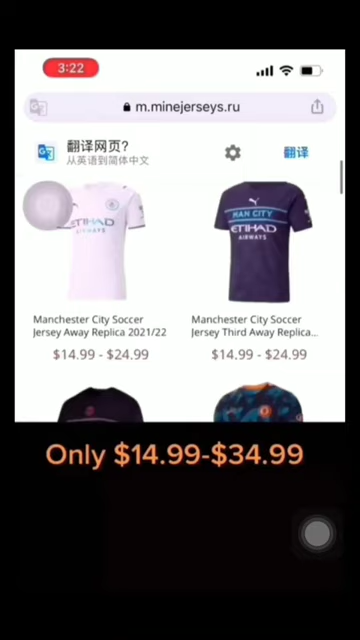 3:22
m.minejerseys.ru
翻译网页?
从英语到简体中文
翻译
ETIHAD
AIRWAYS
MAN CITY
ETIHAD
AIRWAYS
Manchester City Soccer
Jersey Away Replica 2021/22
$14.99 - $24.99
Manchester City Soccer
Jersey Third Away Replica...
$14.99 - $24.99
Only $14.99-$34.99